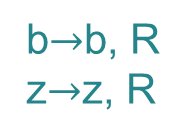 b→b, R
z→z, R